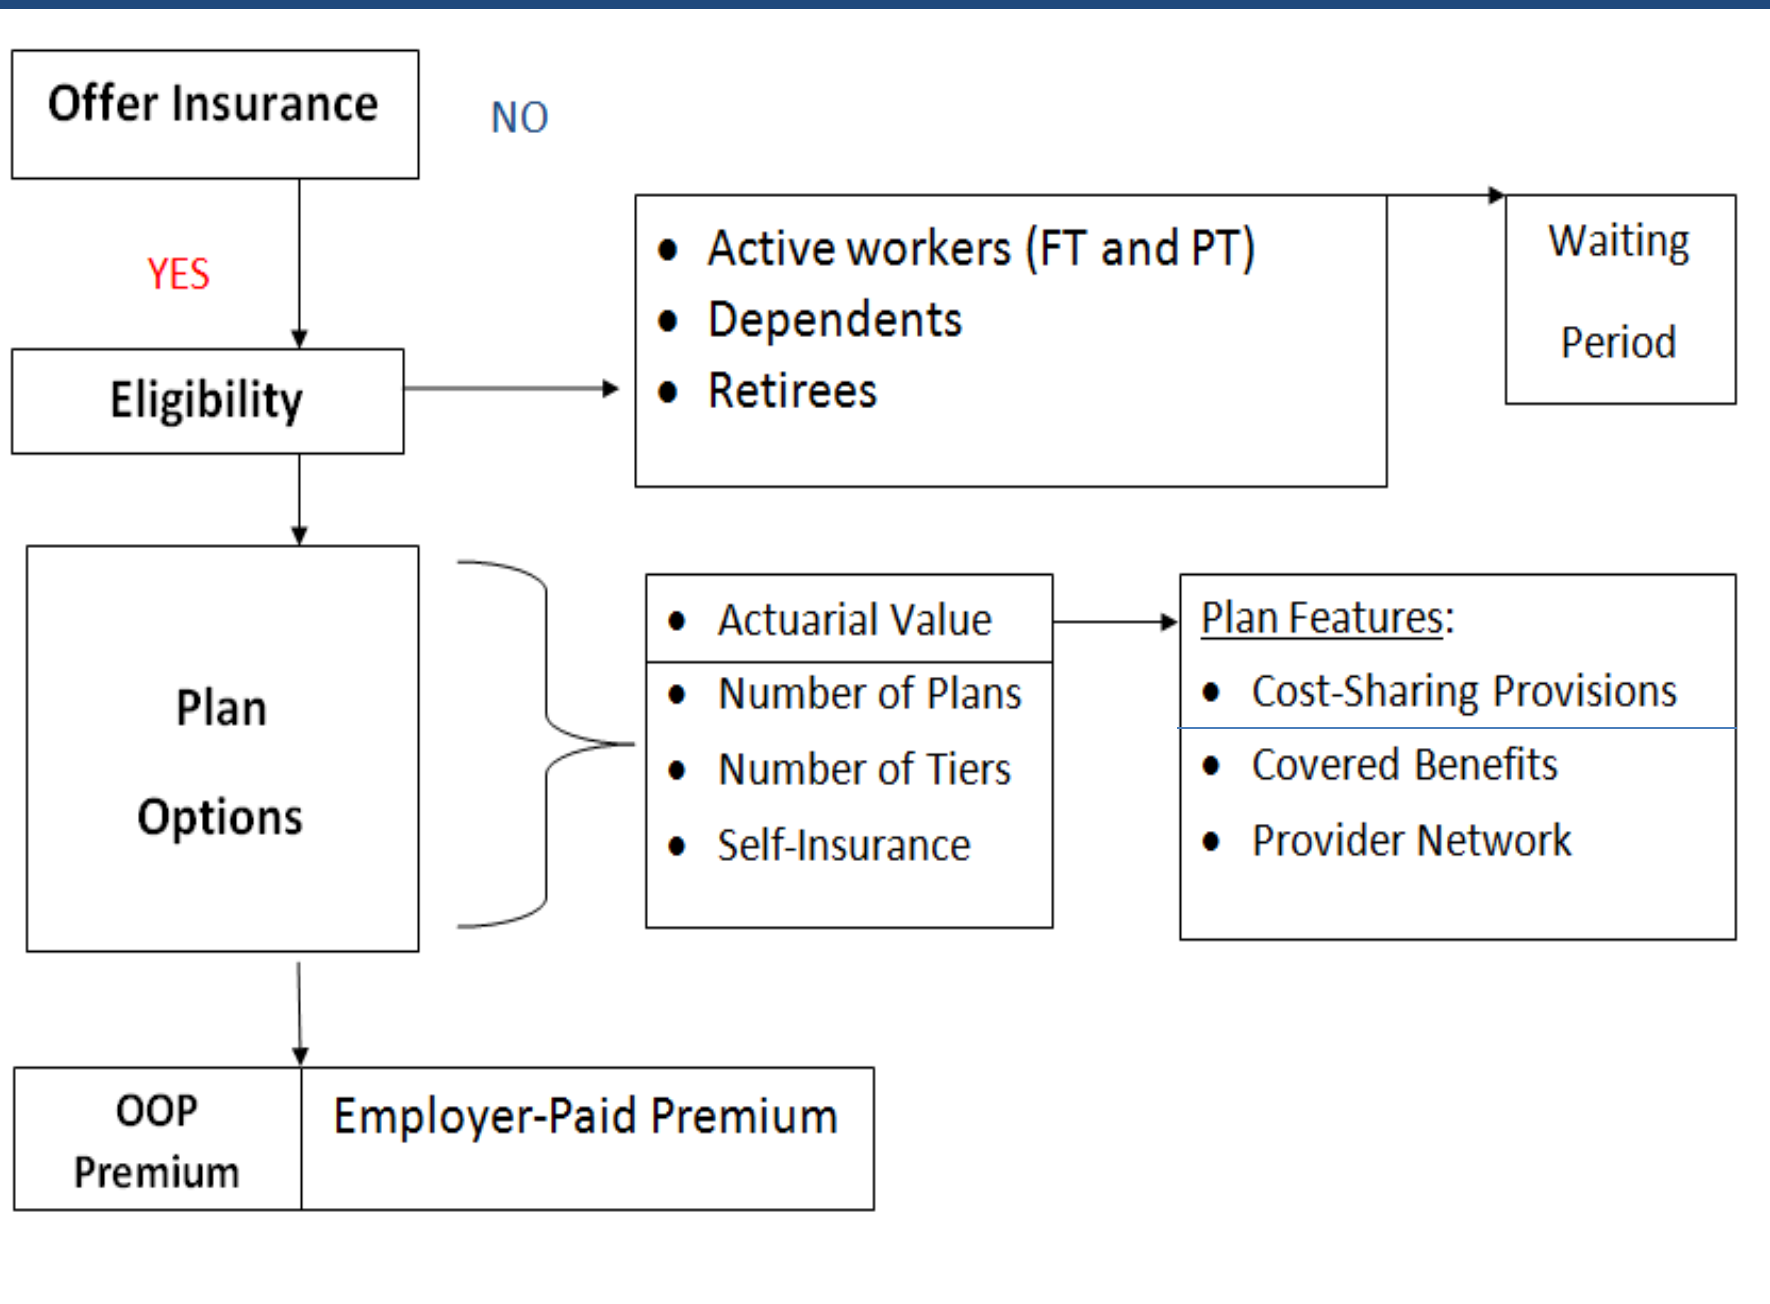 Offer Insurance
NO
YES
Eligibility
• Active workers (FT and PT)
• Dependents
• Retirees
Waiting
Period
Plan
Options
• Actuarial Value
• Number of Plans
• Number of Tiers
• Self-Insurance
Plan Features:
• Cost-Sharing Provisions
• Covered Benefits
• Provider Network
OOP
Premium
Employer-Paid Premium